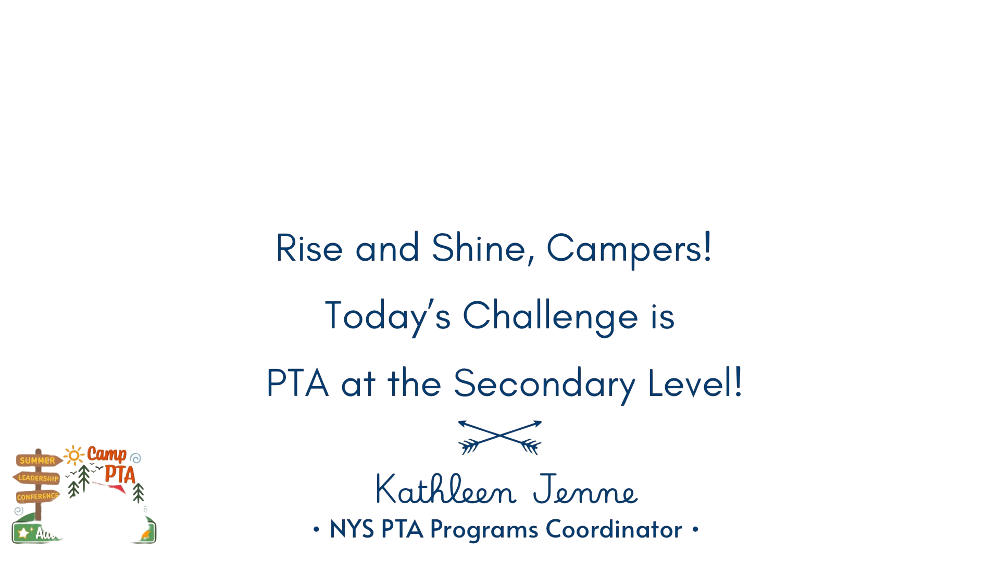 Rise and Shine, Campers!
Today's Challenge is
PTA at the Secondary Level!
Kathleen Jenne
• NYS PTA Programs Coordinator •
SUMMER
LEADERSHIP
CONFERENCE
Camp
PTA